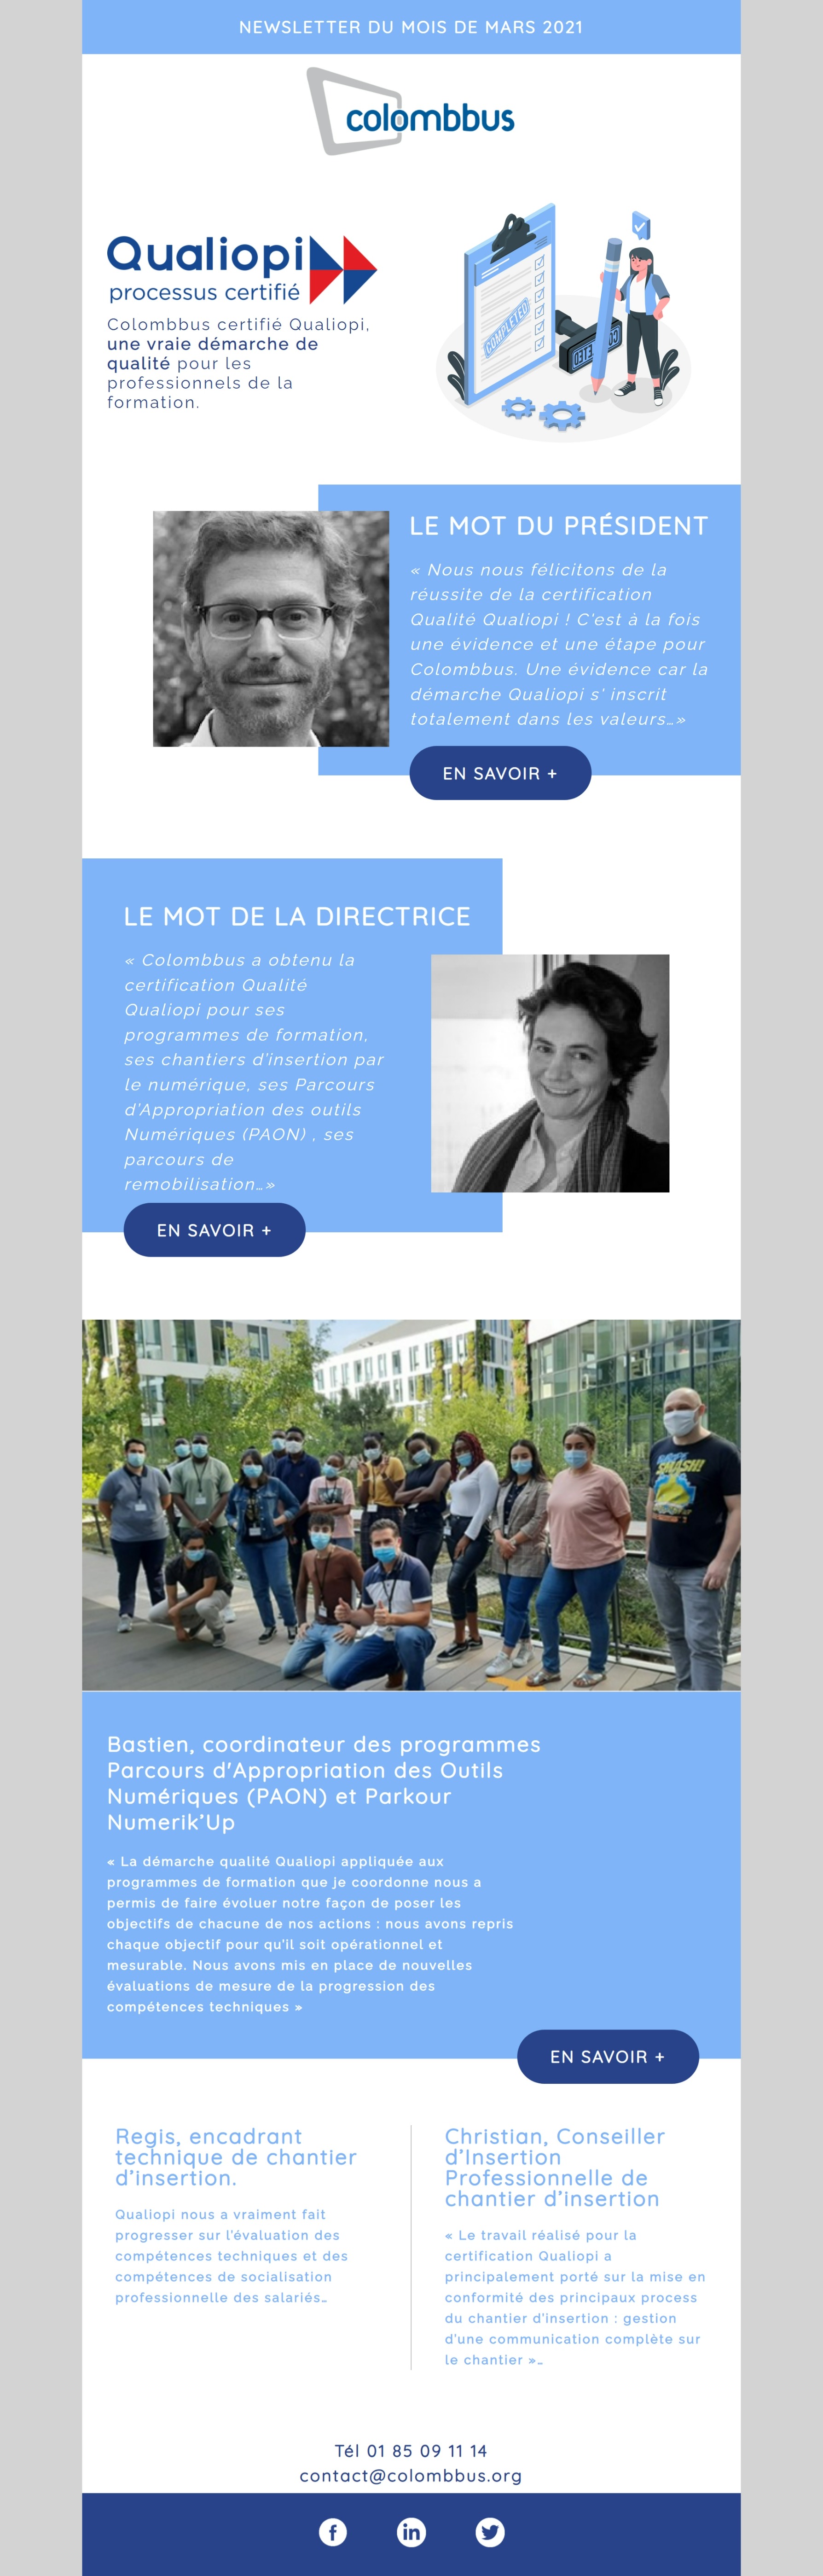 NEWSLETTER DU MOIS DE MARS 2021
colombbus
Qualiopi
processus certifié
Colombbus certifié Qualiopi,
une vraie démarche de
qualité pour les
professionnels de la
formation.
COMPLETED
LE MOT DU PRÉSIDENT
« Nous nous félicitons de la
réussite de la certification
Qualité Qualiopi ! C'est à la fois
une évidence et une étape pour
Colombbus. Une évidence car la
démarche Qualiopi s' inscrit
totalement dans les valeurs…»
EN SAVOIR +
LE MOT DE LA DIRECTRICE
« Colombbus a obtenu la
certification Qualité
Qualiopi pour ses
programmes de formation,
ses chantiers d'insertion par
le numérique, ses Parcours
d'Appropriation des outils
Numériques (PAON) , ses
parcours de
remobilisation…»
EN SAVOIR +
SMASH!
Bastien, coordinateur des programmes
Parcours d'Appropriation des Outils
Numériques (PAON) et Parkour
Numerik'Up
« La démarche qualité Qualiopi appliquée aux
programmes de formation que je coordonne nous a
permis de faire évoluer notre façon de poser les
objectifs de chacune de nos actions : nous avons repris
chaque objectif pour qu'il soit opérationnel et
mesurable. Nous avons mis en place de nouvelles
évaluations de mesure de la progression des
compétences techniques »
EN SAVOIR +
Regis, encadrant
technique de chantier
d'insertion.
Qualiopi nous a vraiment fait
progresser sur l'évaluation des
compétences techniques et des
compétences de socialisation
professionnelle des salariés…
Christian, Conseiller
d'Insertion
Professionnelle de
chantier d'insertion
« Le travail réalisé pour la
certification Qualiopi a
principalement porté sur la mise en
conformité des principaux process
du chantier d'insertion : gestion
d'une communication complète sur
le chantier »…
Tél 01 85 09 11 14
contact@colombbus.org